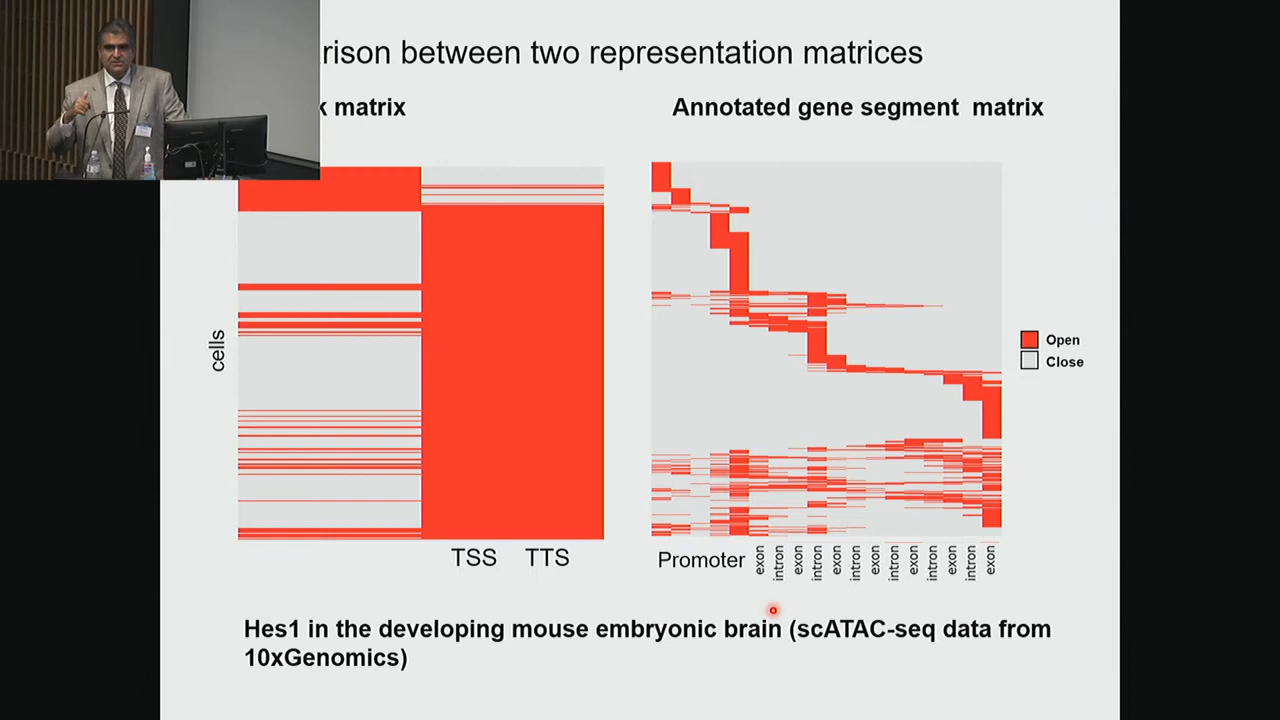 rison between two representation matrices
k matrix
Annotated gene segment matrix
cells
Open
Close
TSS TTS
Promoter exon intron exon intron exon intron exon intron exon intron exon intron exon
Hes1 in the developing mouse embryonic brain (scATAC-seq data from
10xGenomics)